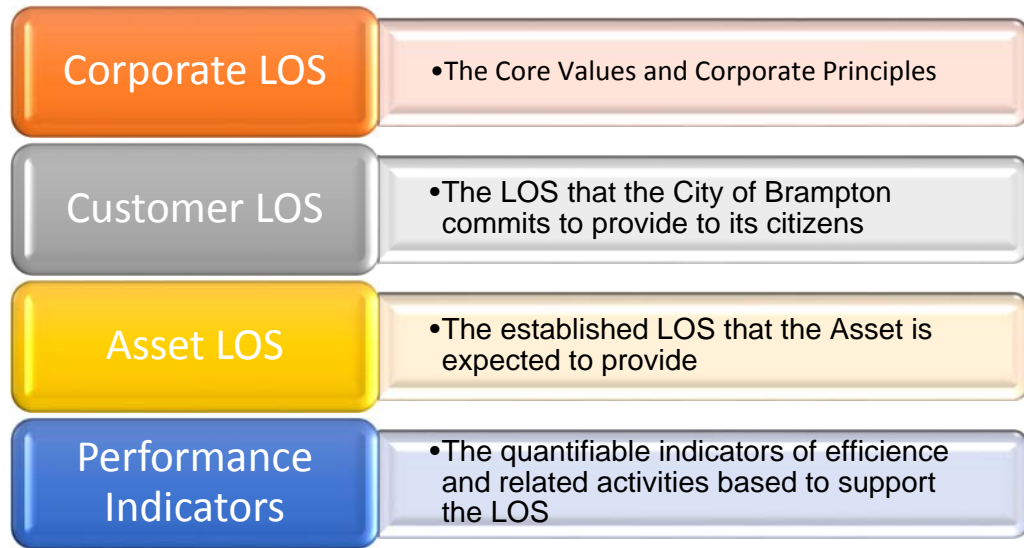 Corporate LOS
•The Core Values and Corporate Principles
Customer LOS
•The LOS that the City of Brampton
commits to provide to its citizens
Asset LOS
•The established LOS that the Asset is
expected to provide
Performance
Indicators
•The quantifiable indicators of efficience
and related activities based to support
the LOS